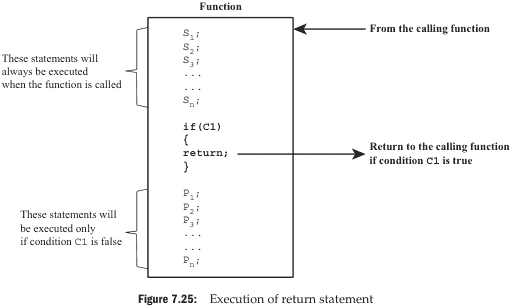 Function
From the calling function
S1;
S2;
S3;
...
...
Sn;
These statements will
always be executed
when the function is called
if(C1)
{
return;
}
Return to the calling function
if condition C1 is true
P1;
P2;
P3;
...
...
Pn;
These statements will
be executed only
if condition C1 is false
Figure 7.25: Execution of return statement